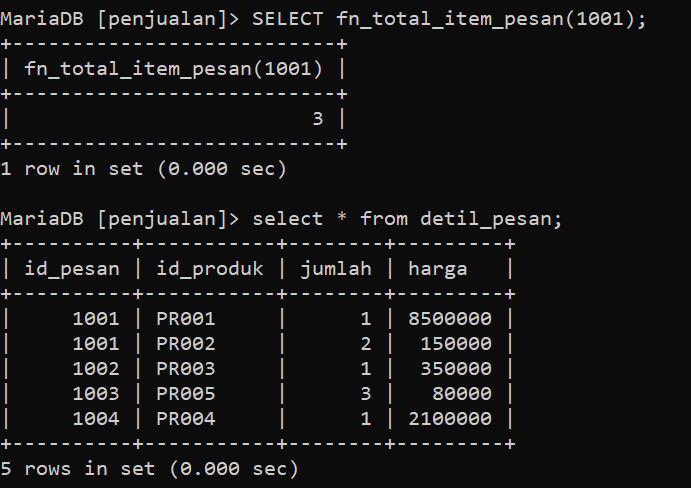 MariaDB [penjualan]> SELECT fn_total_item_pesan(1001);
+---------------------------+
| fn_total_item_pesan(1001) |
+---------------------------+
|                         3 |
+---------------------------+
1 row in set (0.000 sec)

MariaDB [penjualan]> select * from detil_pesan;
+----------+-----------+--------+---------+
| id_pesan | id_produk | jumlah | harga   |
+----------+-----------+--------+---------+
|     1001 | PR001     |      1 | 8500000 |
|     1001 | PR002     |      2 |  150000 |
|     1002 | PR003     |      1 |  350000 |
|     1003 | PR005     |      3 |   80000 |
|     1004 | PR004     |      1 | 2100000 |
+----------+-----------+--------+---------+
5 rows in set (0.000 sec)